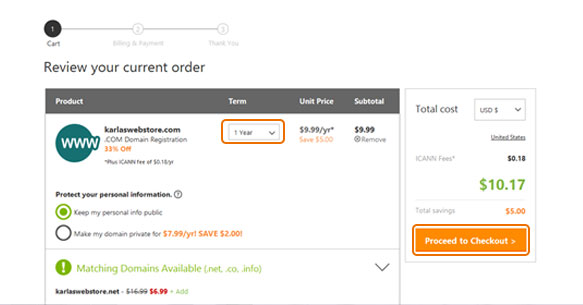 1
2
3
Cart
Billing & Payment
Thank You
Review your current order
Product
Term
Unit Price
Subtotal
karlaswebstore.com
.COM Domain Registration
33% Off
*Plus ICANN fee of $0.18/yr
WWW
1 Year
$9.99/yr*
Save $5.00
$9.99
Remove
Protect your personal information. ?
Keep my personal info public
Make my domain private for $7.99/yr! SAVE $2.00!
! Matching Domains Available (.net, .co, .info)
karlaswebstore.net - $16.99 $6.99 + Add
Total cost
USD $
United States
ICANN Fees*
$0.18
$10.17
Total savings
$5.00
Proceed to Checkout >